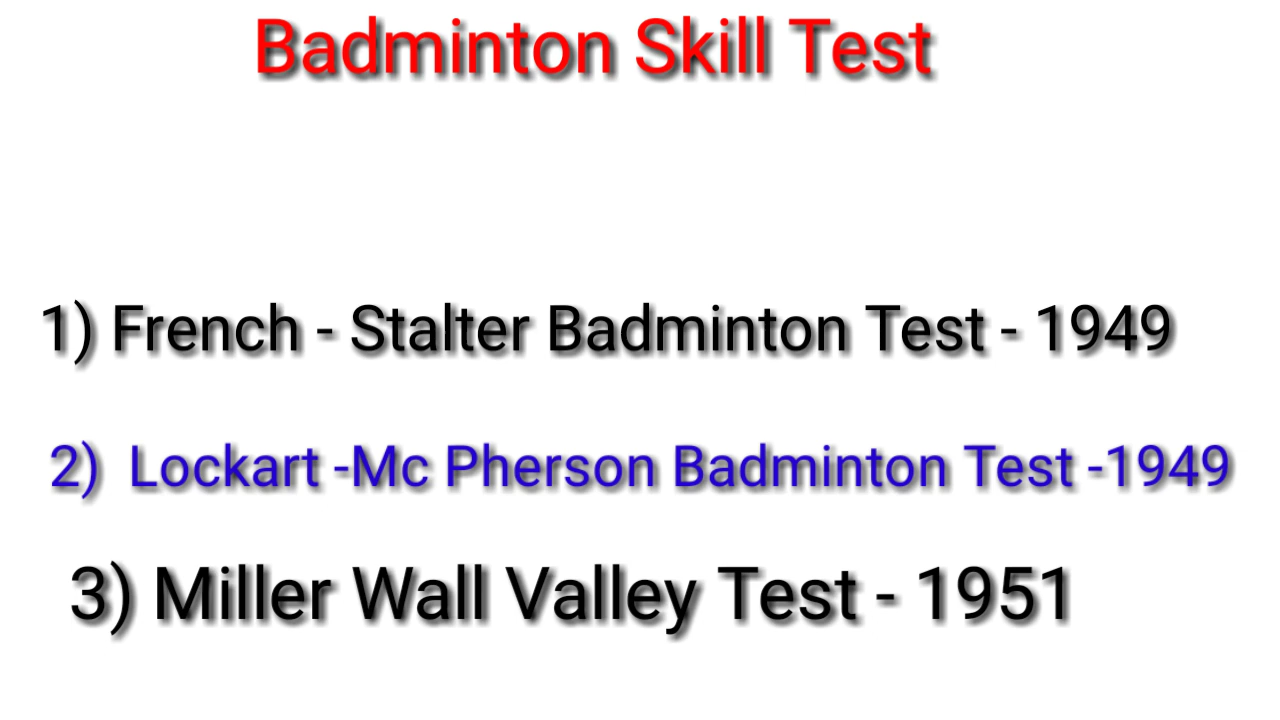 Badminton Skill Test
1) French - Stalter Badminton Test - 1949
2) Lockart -Mc Pherson Badminton Test -1949
3) Miller Wall Valley Test - 1951